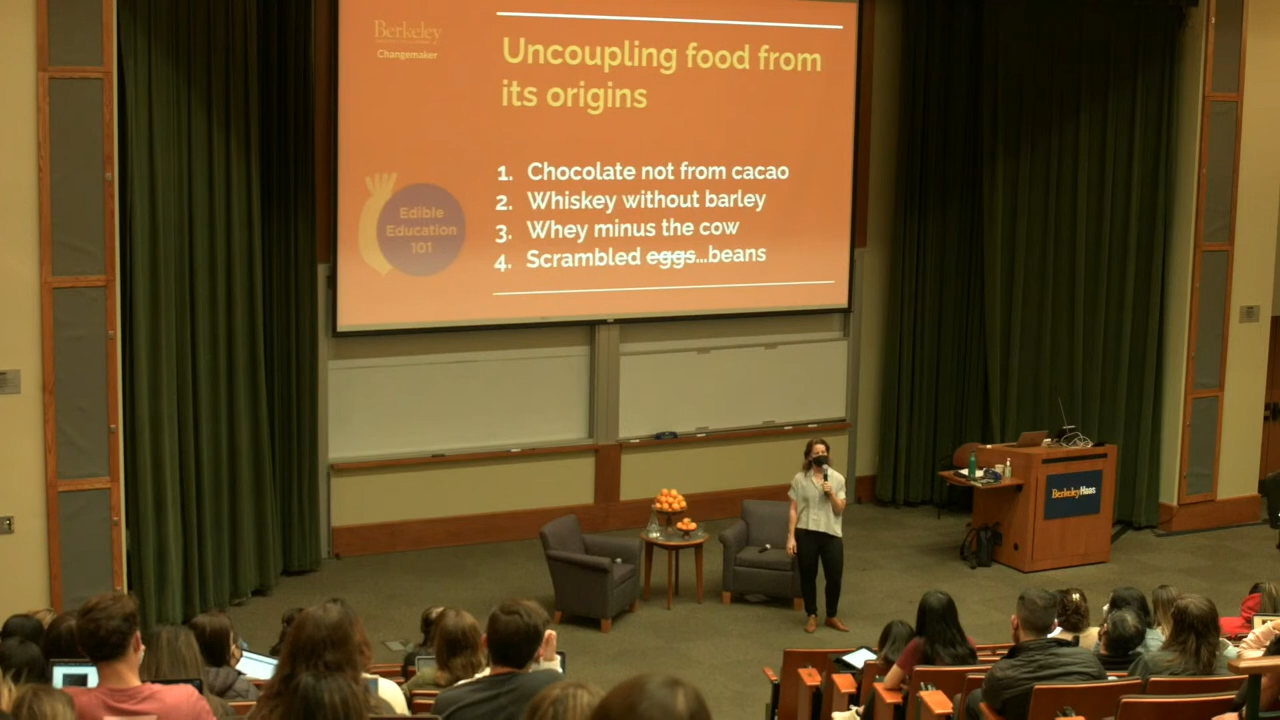 Berkeley
Changemaker
Uncoupling food from
its origins
1. Chocolate not from cacao
2. Whiskey without barley
3. Whey minus the cow
4. Scrambled eggs...beans
Edible
Education
101
BerkeleyHaas